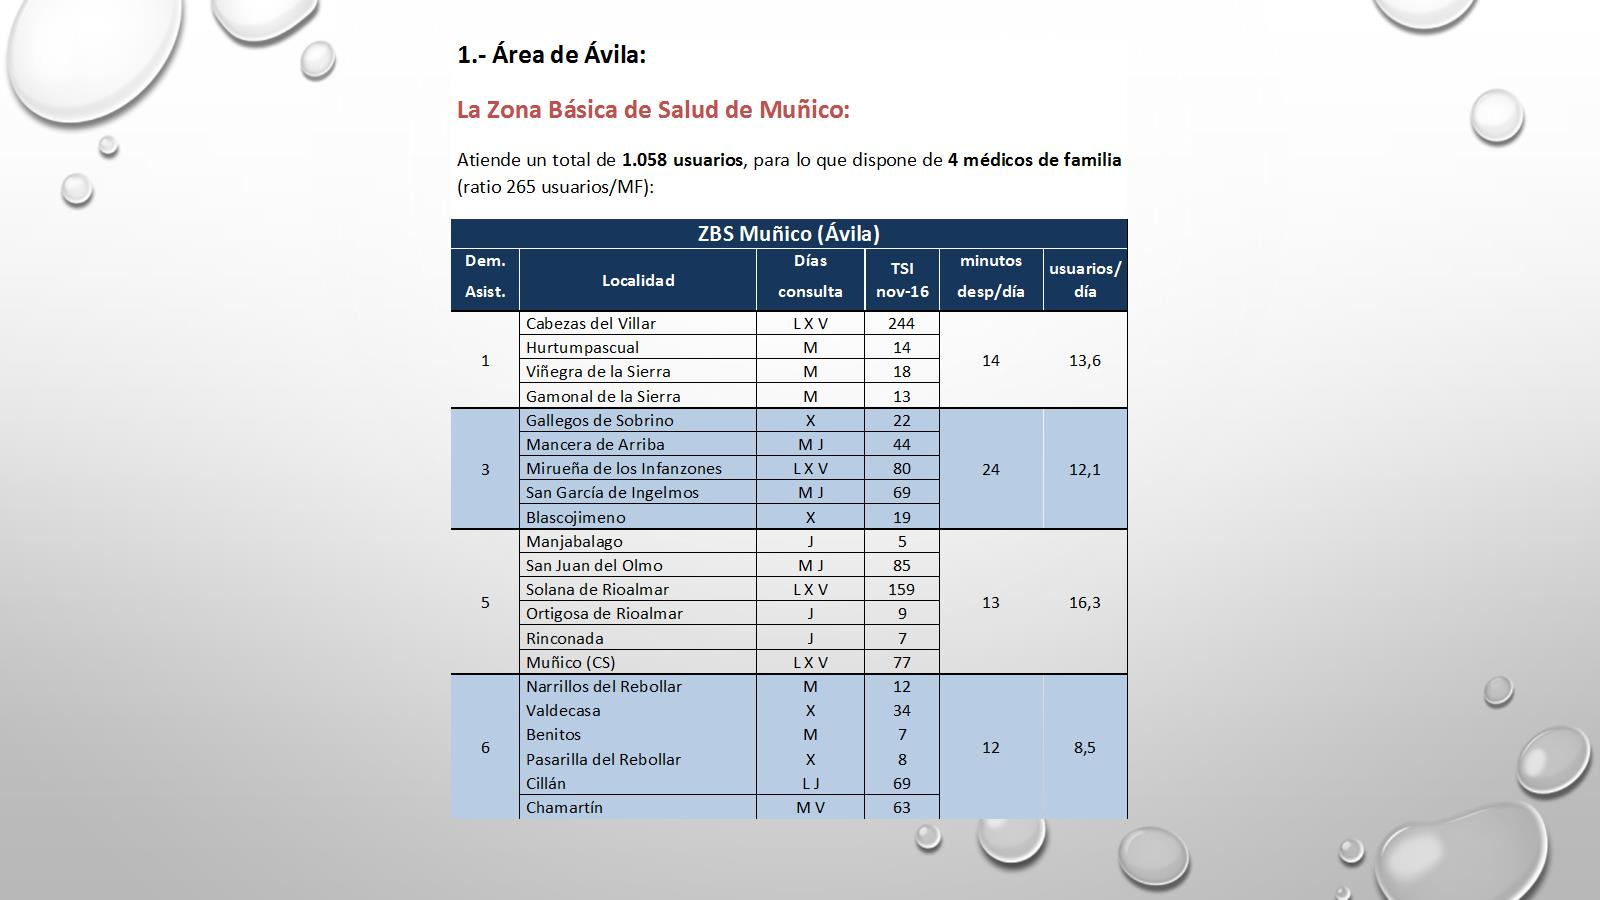 1.- Área de Ávila:
La Zona Básica de Salud de Muñico:
Atiende un total de 1.058 usuarios, para lo que dispone de 4 médicos de familia
(ratio 265 usuarios/MF):
ZBS Muñico (Ávila)
Dem. Asist. Localidad Días consulta TSI nov-16 minutos desp/día usuarios/ día
1 14 13,6
Cabezas del Villar L X V 244
Hurtumpascual M 14
Viñegra de la Sierra M 18
Gamonal de la Sierra M 13
3 24 12,1
Gallegos de Sobrino X 22
Mancera de Arriba M J 44
Mirueña de los Infanzones L X V 80
San García de Ingelmos M J 69
Blascojimeno X 19
5 13 16,3
Manjabalago J 5
San Juan del Olmo M J 85
Solana de Rioalmar L X V 159
Ortigosa de Rioalmar J 9
Rinconada J 7
Muñico (CS) L X V 77
6 12 8,5
Narrillos del Rebollar M 12
Valdecasa X 34
Benitos M 7
Pasarilla del Rebollar X 8
Cillán L J 69
Chamartín M V 63